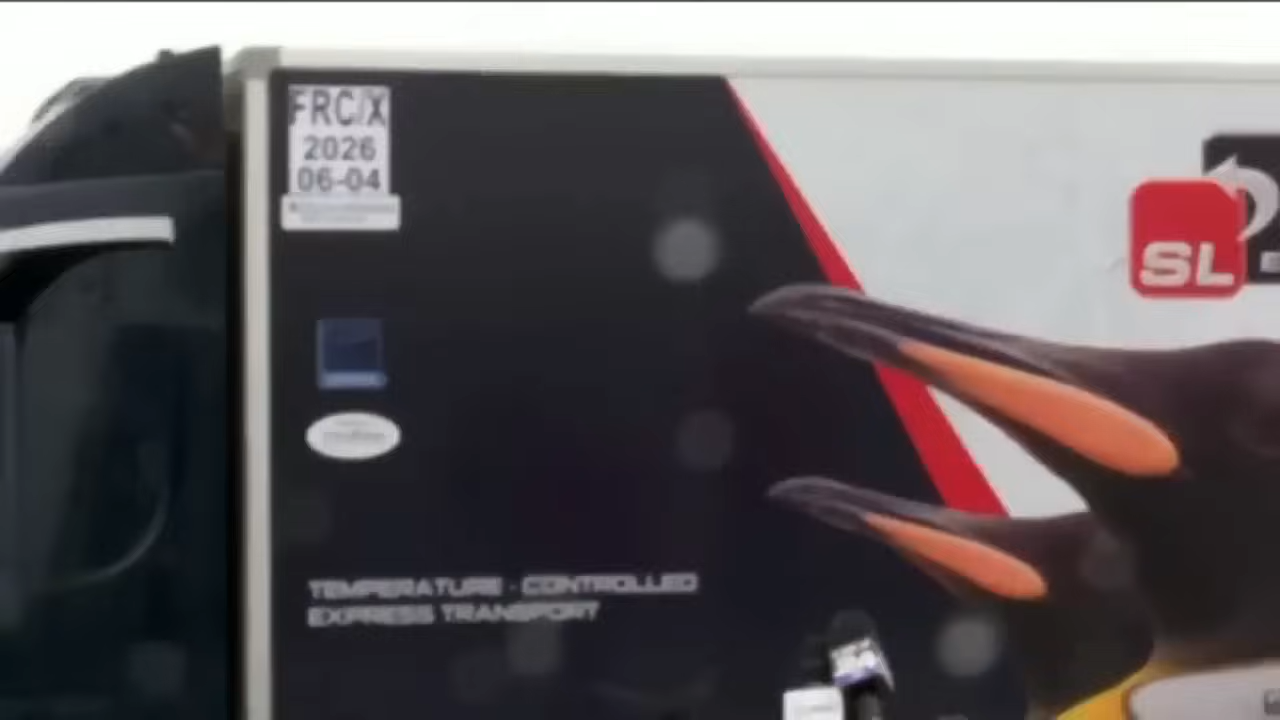 FRC/X
2026
06-04
SL
TEMPERATURE - CONTROLLED
EXPRESS TRANSPORT